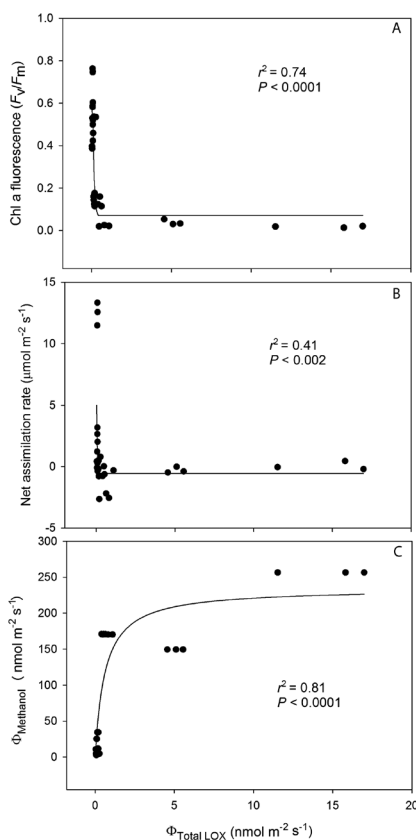 A
Chl a fluorescence (Fv/Fm)
1.0
0.8
0.6
0.4
0.2
0.0
r² = 0.74
P < 0.0001
B
Net assimilation rate (μmol m⁻² s⁻¹)
15
10
5
0
-5
r² = 0.41
P < 0.002
C
ΦMethanol (nmol m⁻² s⁻¹)
300
250
200
150
100
50
0
r² = 0.81
P < 0.0001
0 5 10 15 20
ΦTotal LOX (nmol m⁻² s⁻¹)